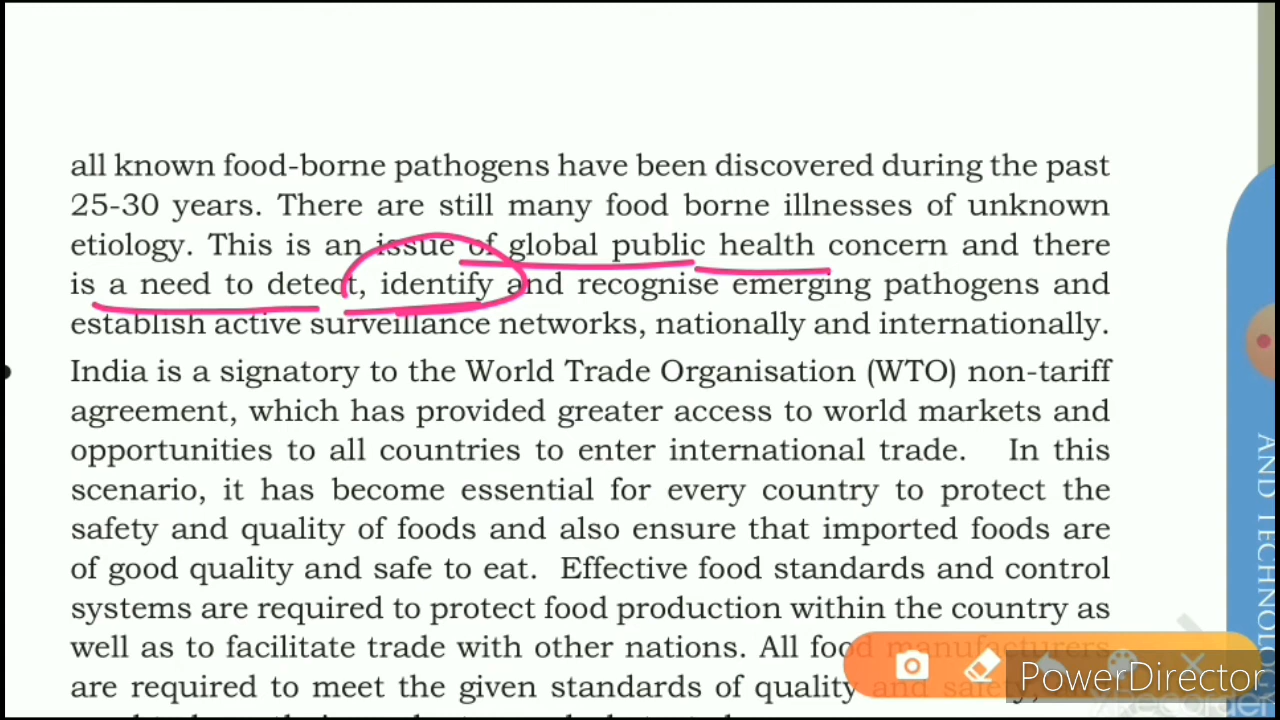 all known food-borne pathogens have been discovered during the past
25-30 years. There are still many food borne illnesses of unknown
etiology. This is an issue of global public health concern and there
is a need to detect, identify and recognise emerging pathogens and
establish active surveillance networks, nationally and internationally.
India is a signatory to the World Trade Organisation (WTO) non-tariff
agreement, which has provided greater access to world markets and
opportunities to all countries to enter international trade. In this
scenario, it has become essential for every country to protect the
safety and quality of foods and also ensure that imported foods are
of good quality and safe to eat. Effective food standards and control
systems are required to protect food production within the country as
well as to facilitate trade with other nations. All food manufacturers
are required to meet the given standards of quality and safety,
AND TECHNOLOGY
PowerDirector